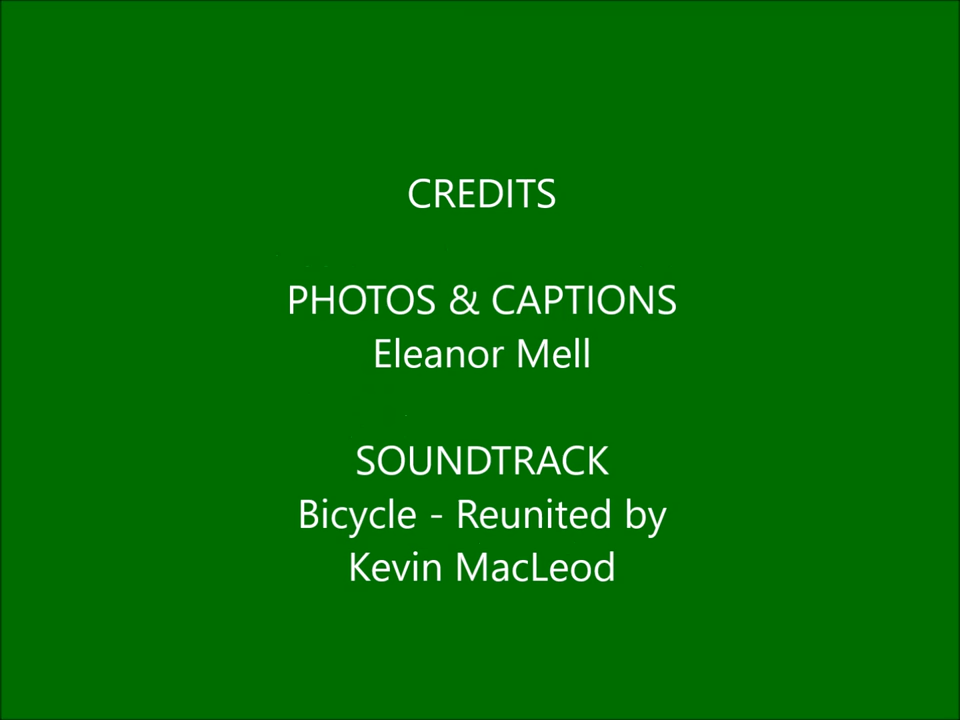 CREDITS
PHOTOS & CAPTIONS
Eleanor Mell
SOUNDTRACK
Bicycle - Reunited by
Kevin MacLeod